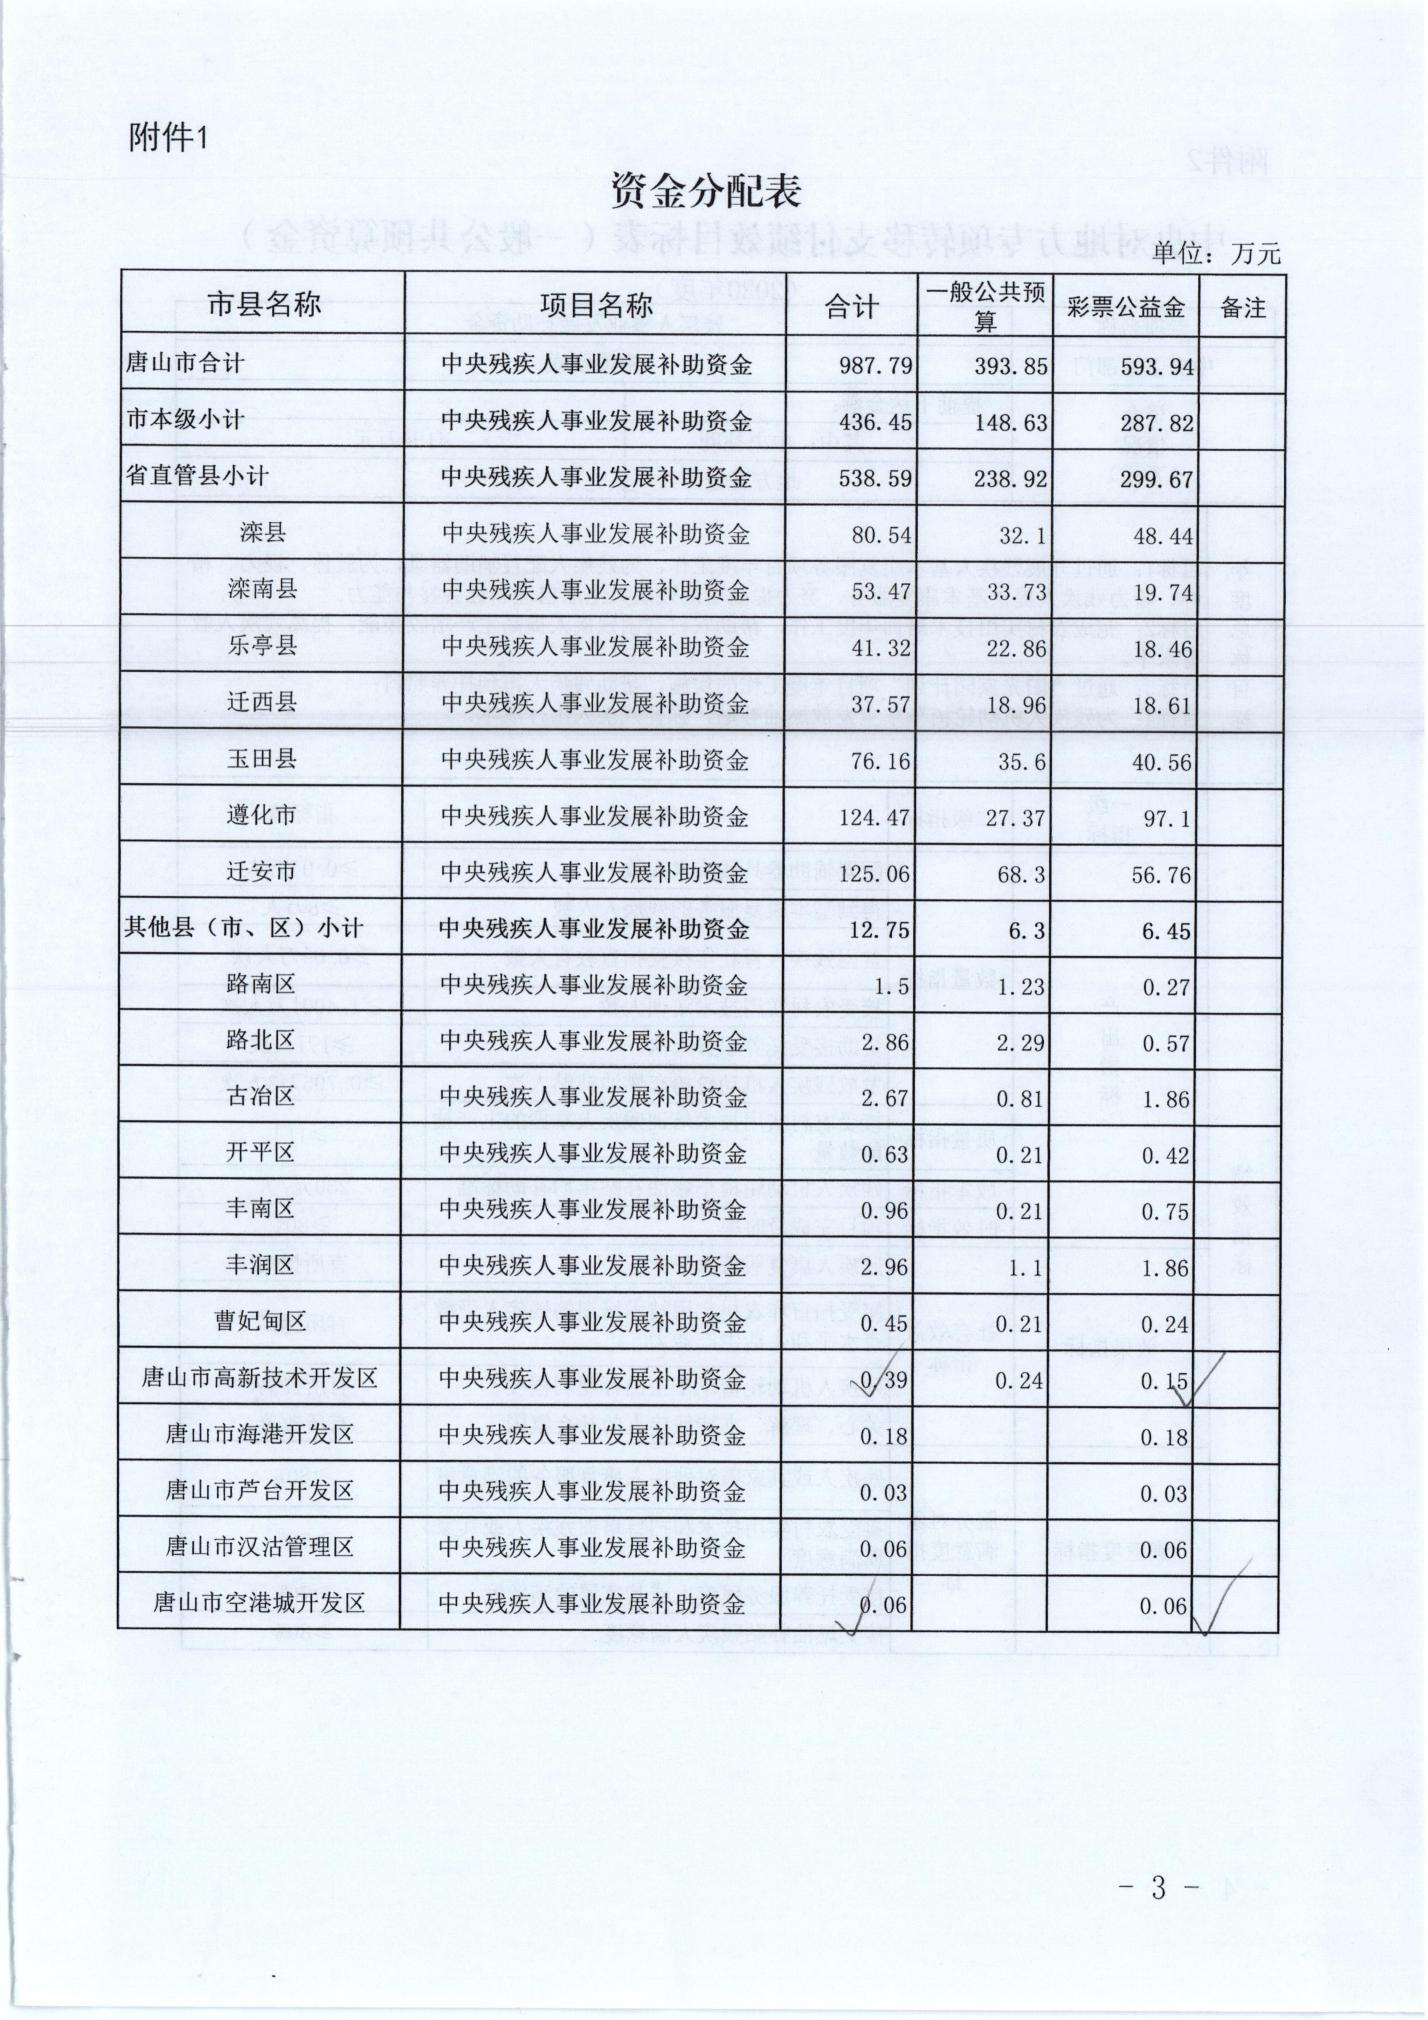 附件1
资金分配表
单位：万元
市县名称 项目名称 合计 一般公共预算 彩票公益金 备注
唐山市合计 中央残疾人事业发展补助资金 987.79 393.85 593.94
市本级小计 中央残疾人事业发展补助资金 436.45 148.63 287.82
省直管县小计 中央残疾人事业发展补助资金 538.59 238.92 299.67
滦县 中央残疾人事业发展补助资金 80.54 32.1 48.44
滦南县 中央残疾人事业发展补助资金 53.47 33.73 19.74
乐亭县 中央残疾人事业发展补助资金 41.32 22.86 18.46
迁西县 中央残疾人事业发展补助资金 37.57 18.96 18.61
玉田县 中央残疾人事业发展补助资金 76.16 35.6 40.56
遵化市 中央残疾人事业发展补助资金 124.47 27.37 97.1
迁安市 中央残疾人事业发展补助资金 125.06 68.3 56.76
其他县（市、区）小计 中央残疾人事业发展补助资金 12.75 6.3 6.45
路南区 中央残疾人事业发展补助资金 1.5 1.23 0.27
路北区 中央残疾人事业发展补助资金 2.86 2.29 0.57
古冶区 中央残疾人事业发展补助资金 2.67 0.81 1.86
开平区 中央残疾人事业发展补助资金 0.63 0.21 0.42
丰南区 中央残疾人事业发展补助资金 0.96 0.21 0.75
丰润区 中央残疾人事业发展补助资金 2.96 1.1 1.86
曹妃甸区 中央残疾人事业发展补助资金 0.45 0.21 0.24
唐山市高新技术开发区 中央残疾人事业发展补助资金 0.39 0.24 0.15
唐山市海港开发区 中央残疾人事业发展补助资金 0.18 0.18
唐山市芦台开发区 中央残疾人事业发展补助资金 0.03 0.03
唐山市汉沽管理区 中央残疾人事业发展补助资金 0.06 0.06
唐山市空港城开发区 中央残疾人事业发展补助资金 0.06 0.06
- 3 -